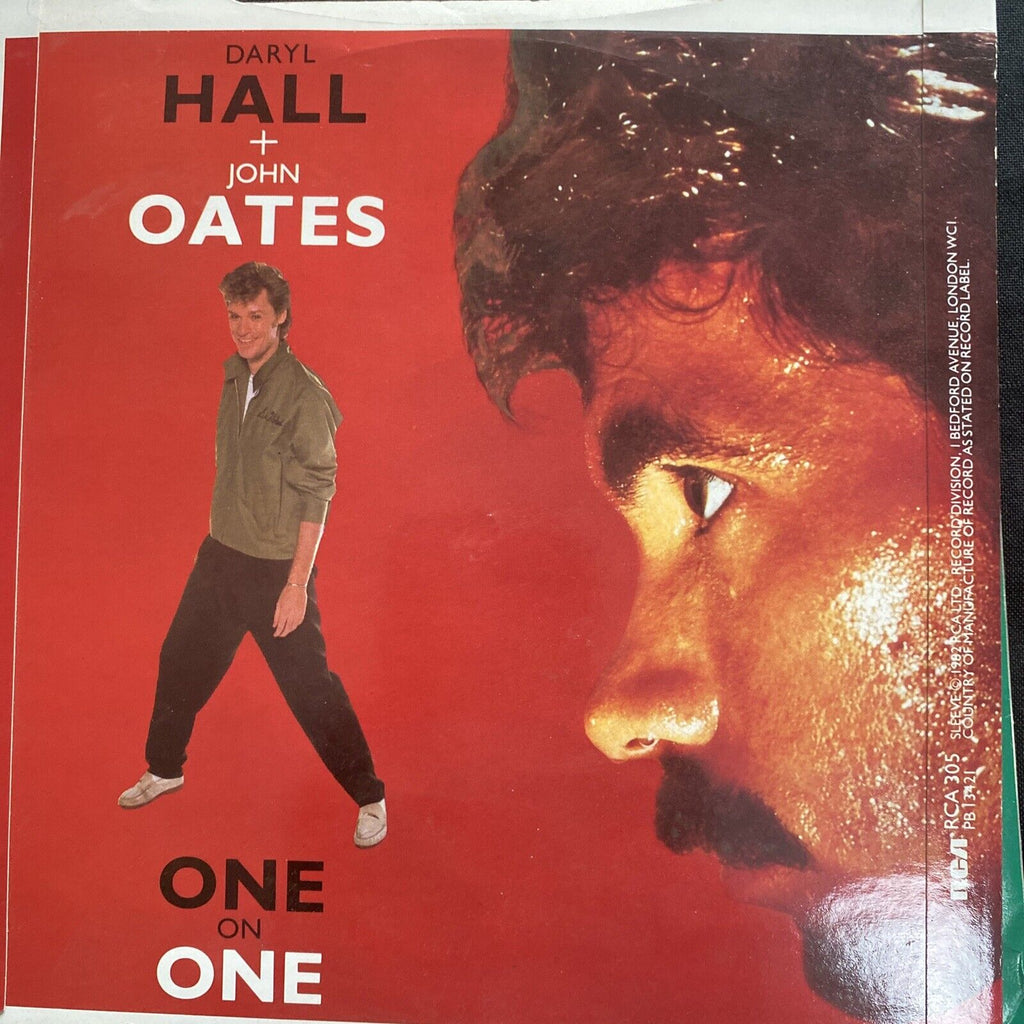 DARYL
HALL
+
JOHN
OATES
ONE
ON
ONE
RCA RCA 305
PB 13421
SLEEVE © 1982 RCA LTD. RECORD DIVISION, 1 BEDFORD AVENUE, LONDON WC1.
COUNTRY OF MANUFACTURE OF RECORD AS STATED ON RECORD LABEL.